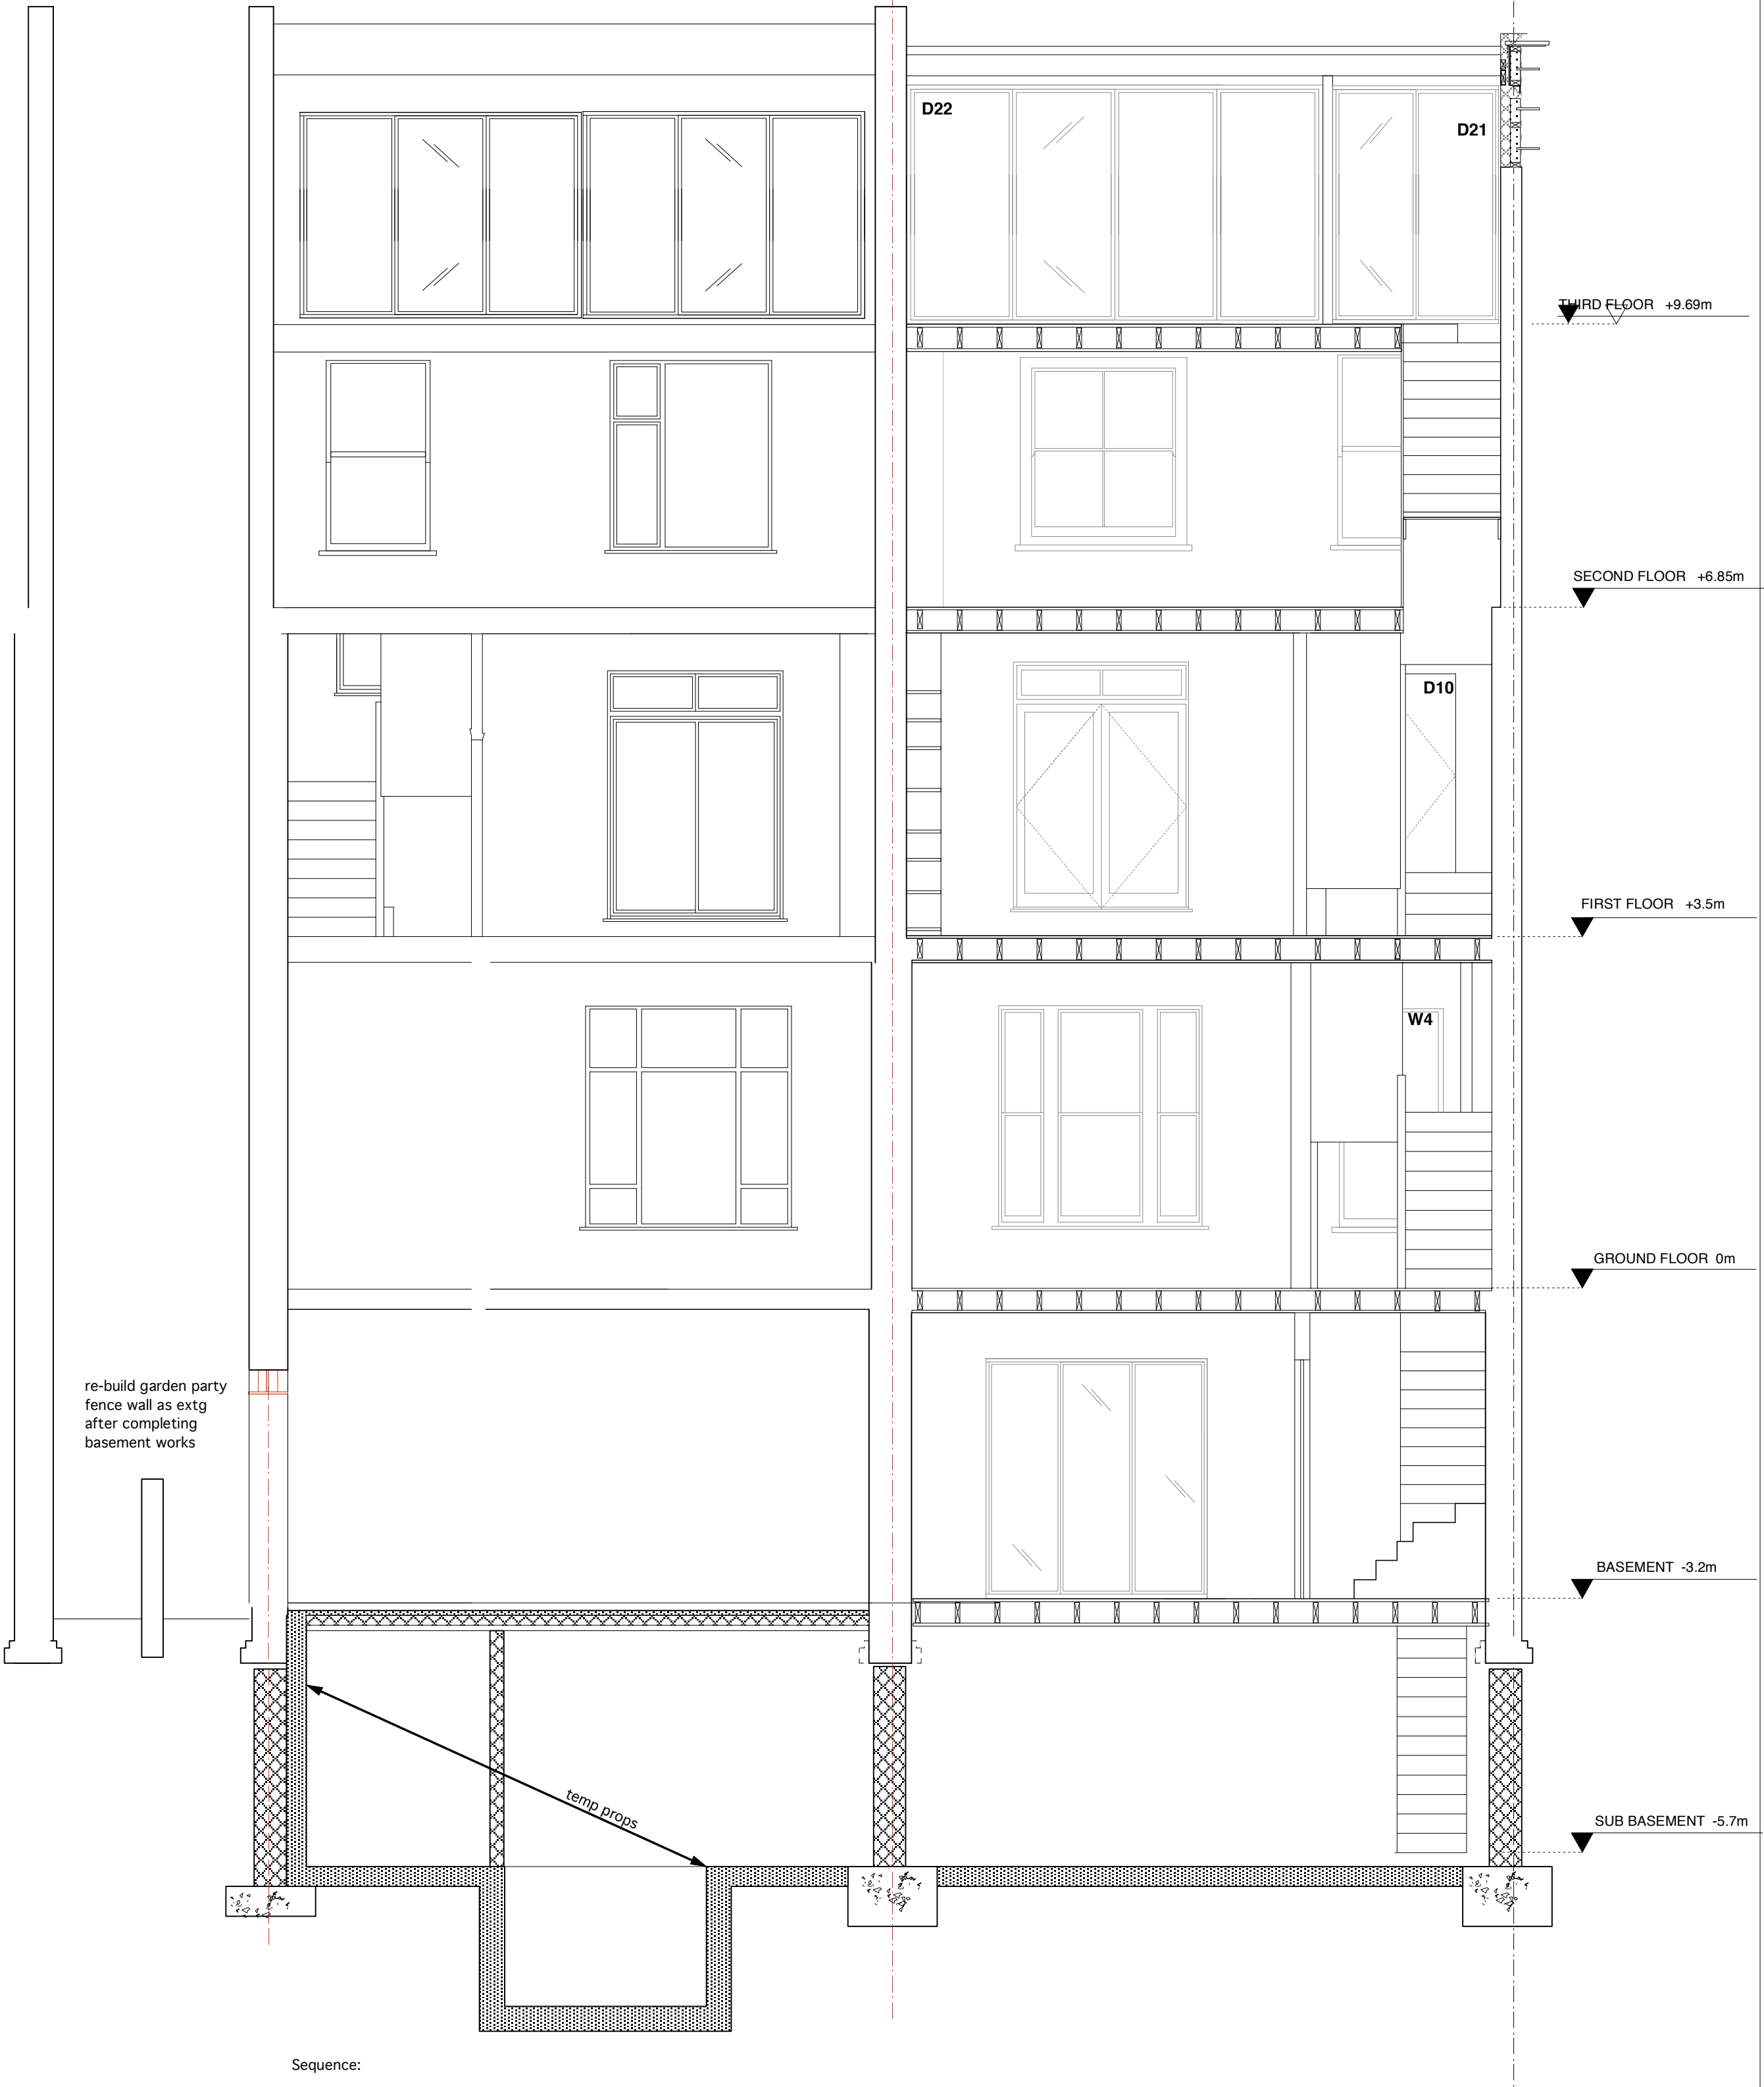 D22
D21
THIRD FLOOR +9.69m
SECOND FLOOR +6.85m
D10
FIRST FLOOR +3.5m
W4
GROUND FLOOR 0m
re-build garden party
fence wall as extg
after completing
basement works
BASEMENT -3.2m
temp props
SUB BASEMENT -5.7m
Sequence: